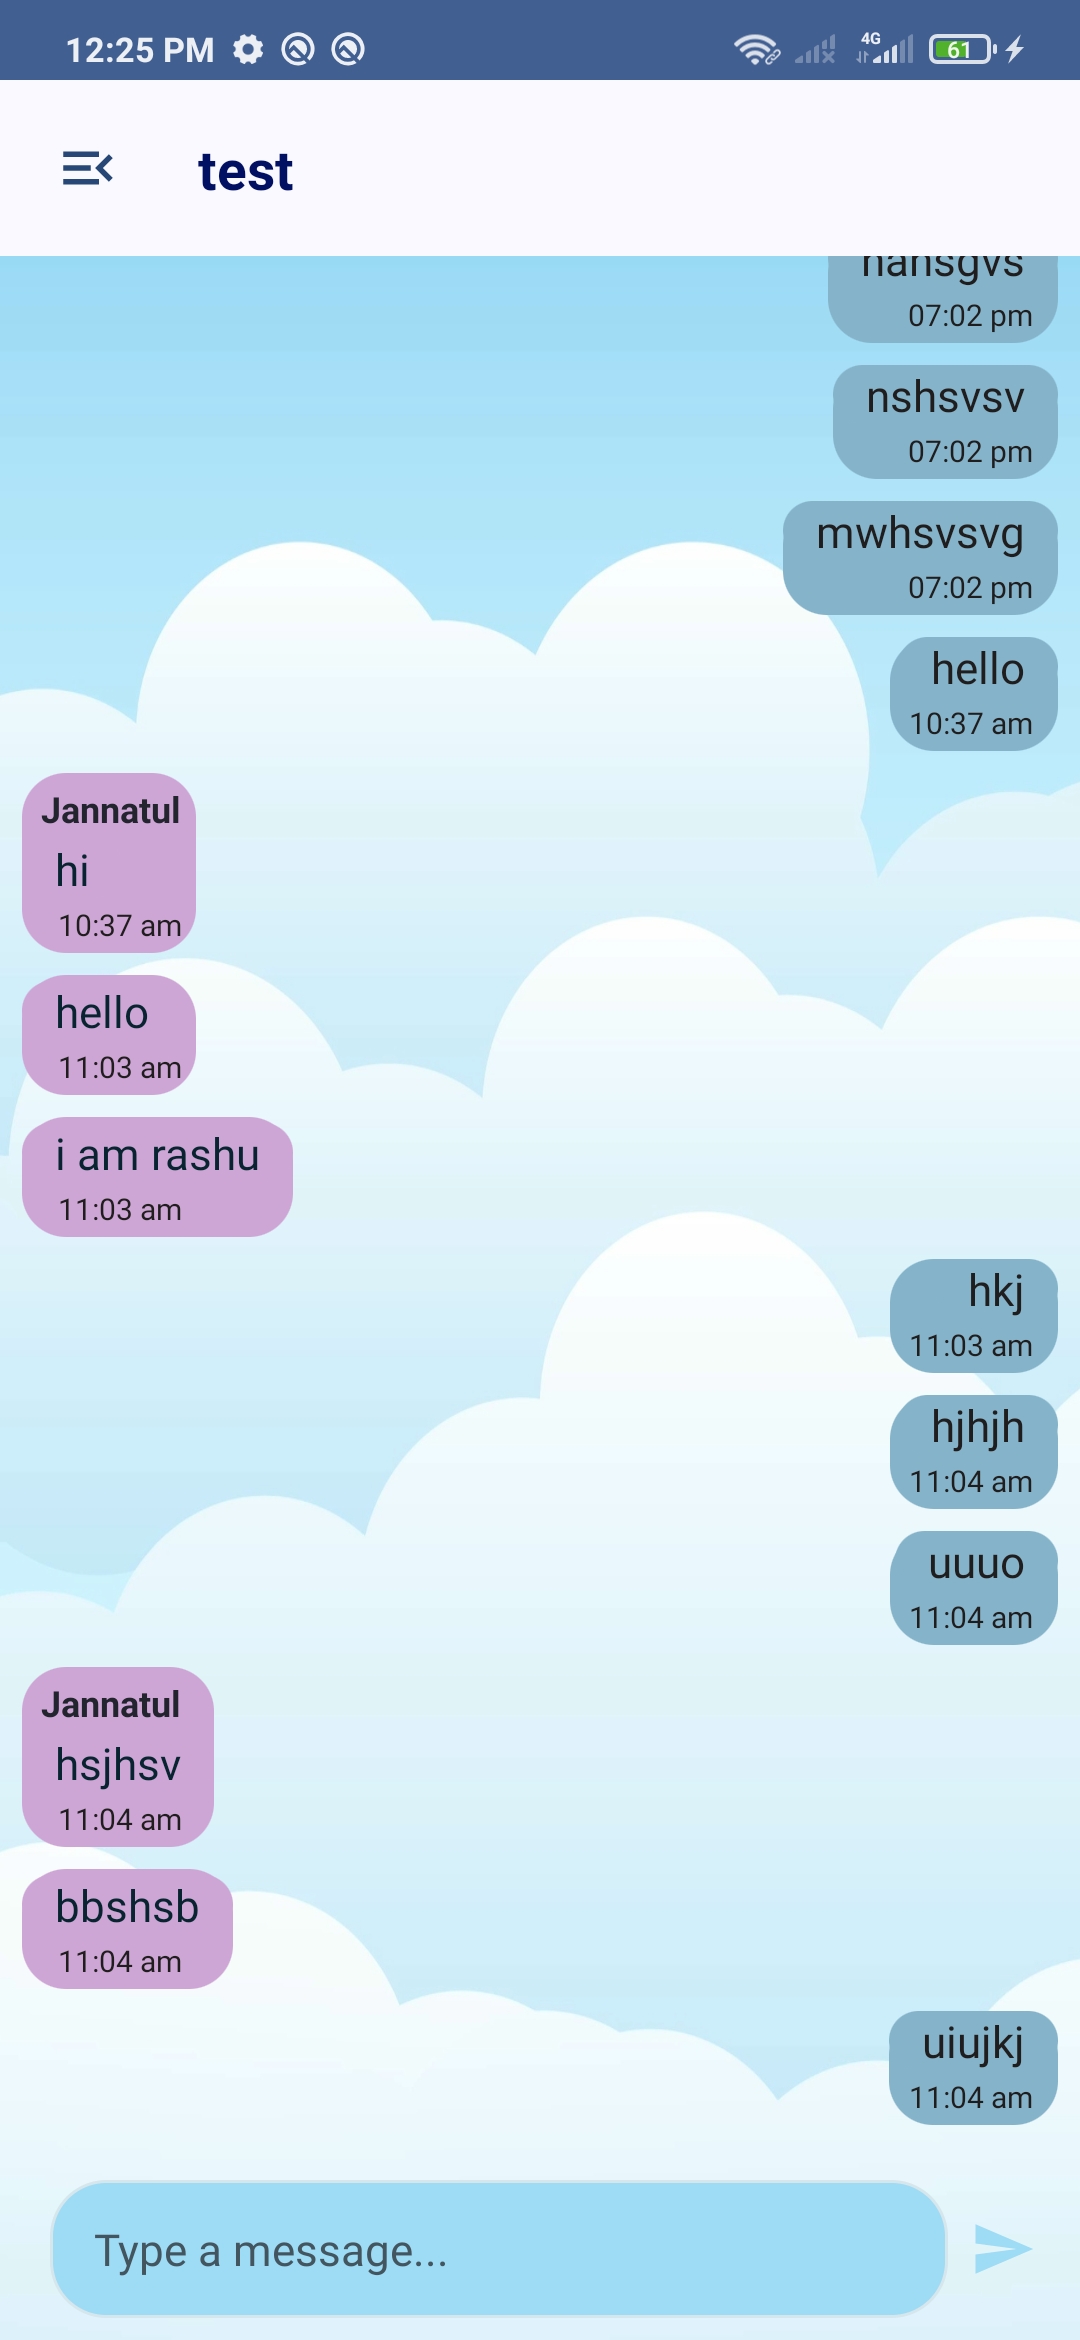 12:25 PM
4G
61
test
07:02 pm
nshsvsv
07:02 pm
mwhsvsvg
07:02 pm
hello
10:37 am
Jannatul
hi
10:37 am
hello
11:03 am
i am rashu
11:03 am
hkj
11:03 am
hjhjh
11:04 am
uuuo
11:04 am
Jannatul
hsjhsv
11:04 am
bbshsb
11:04 am
uiujkj
11:04 am
Type a message...